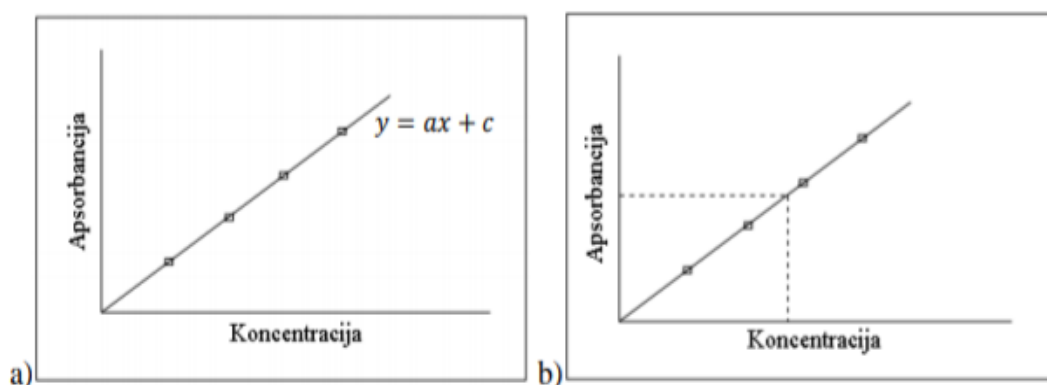 Apsorbancija
y = ax + c
Koncentracija
a)
Apsorbancija
Koncentracija
b)